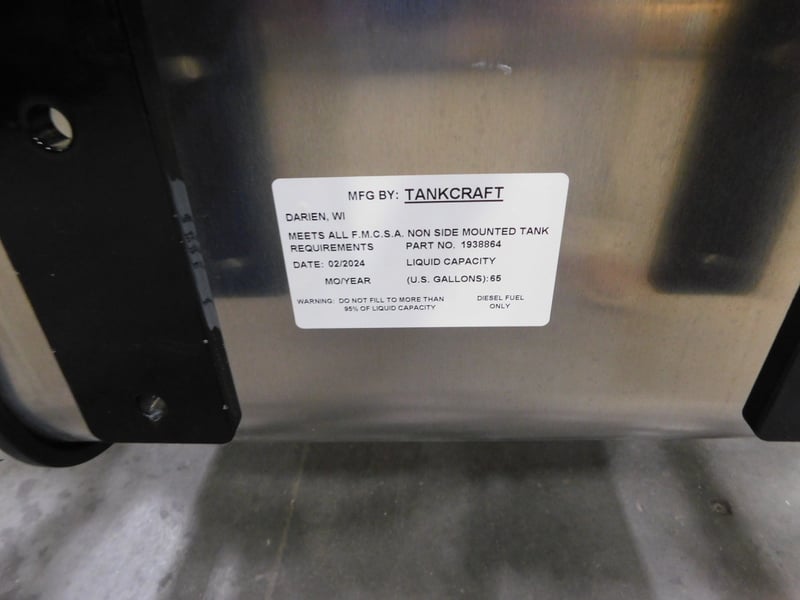 MFG BY: TANKCRAFT
DARIEN, WI
MEETS ALL F.M.C.S.A. NON SIDE MOUNTED TANK
REQUIREMENTS PART NO. 1938864
DATE: 02/2024 LIQUID CAPACITY
MO/YEAR (U.S. GALLONS): 65
WARNING: DO NOT FILL TO MORE THAN DIESEL FUEL
95% OF LIQUID CAPACITY ONLY